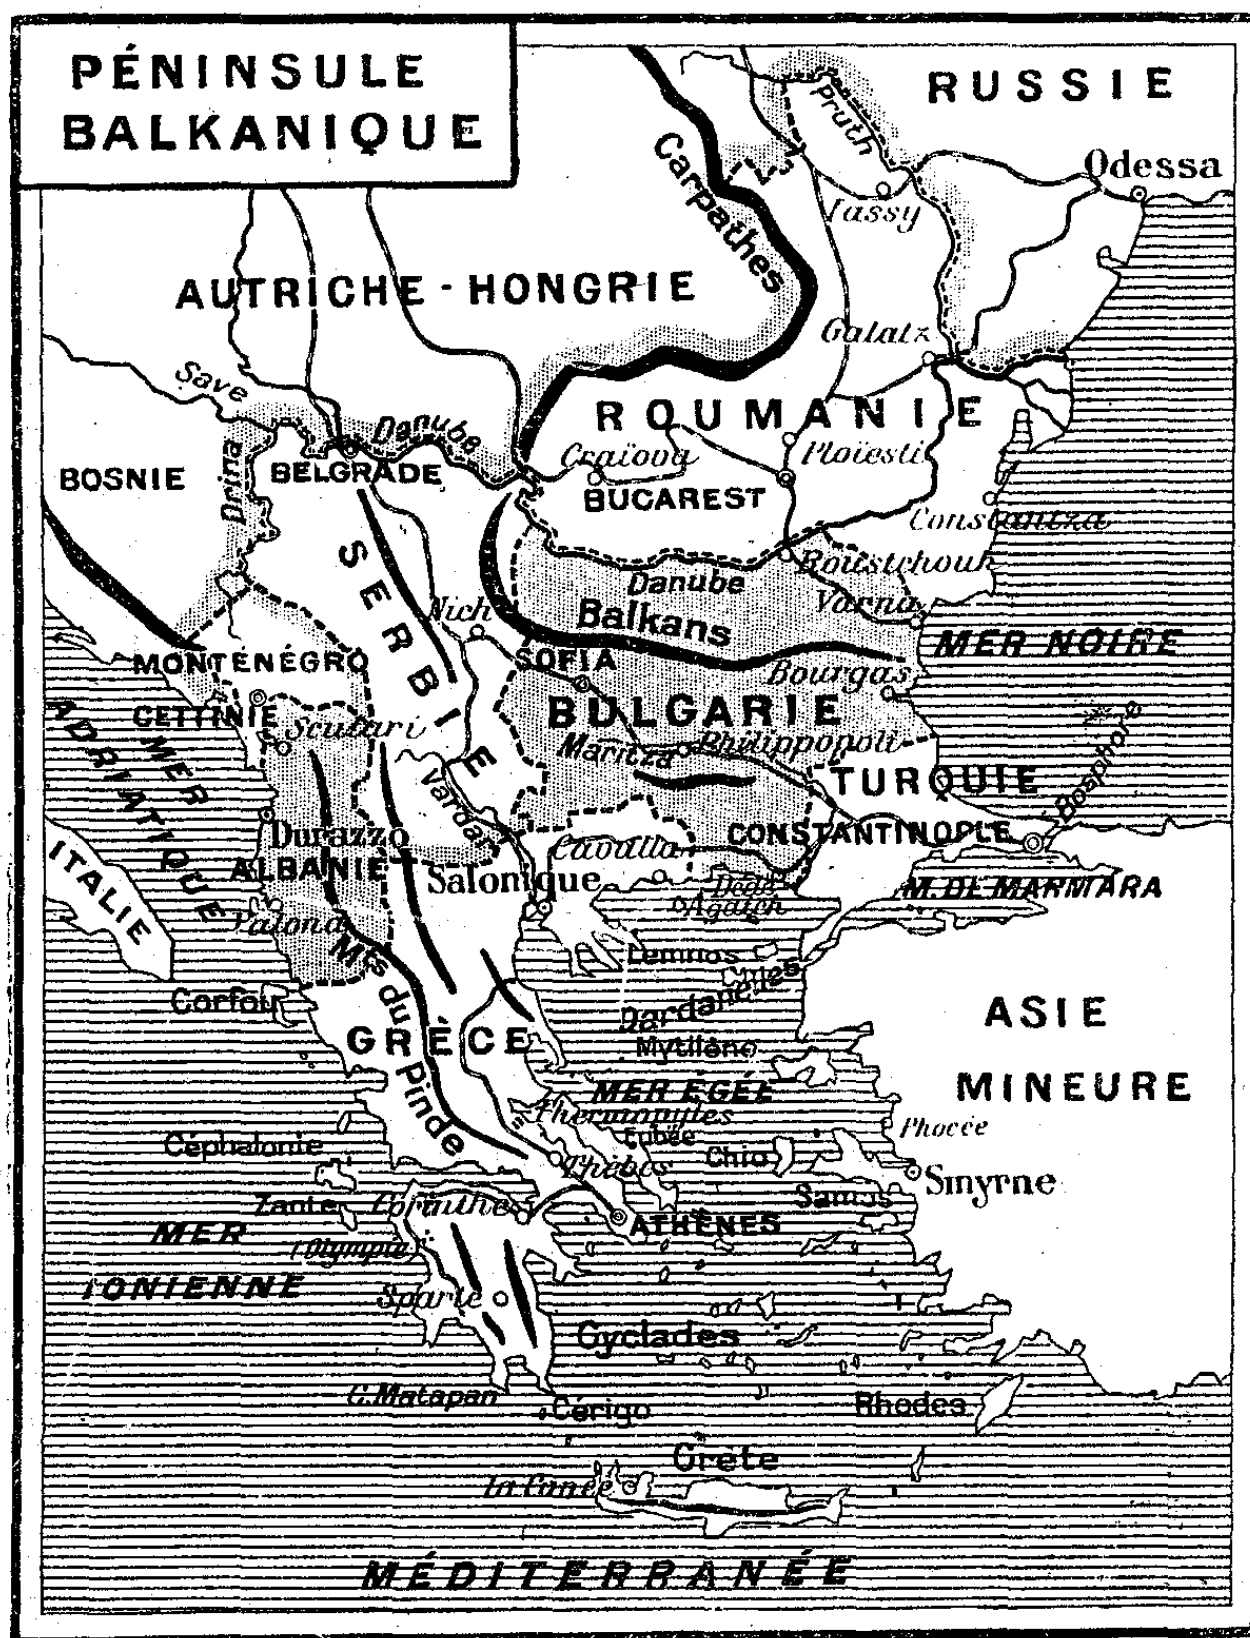 PÉNINSULE
BALKANIQUE
RUSSIE
Pruth
Odessa
Carpathes
Iassy
AUTRICHE - HONGRIE
Galatz
Save
ROUMANIE
Danube
Drina
BOSNIE
BELGRADE
Craïova
Ploïesti
BUCAREST
Constantza
SERBIE
Roustchouk
Danube
Varna
Balkans
Nich
MER NOIRE
SOFIA
MONTÉNÉGRO
Bourgas
CETTINIE
Scutari
BULGARIE
Maritza
Philippopoli
Bosphore
MER
ADRIATIQUE
TURQUIE
Vardar
Durazzo
CONSTANTINOPLE
ITALIE
ALBANIE
Salonique
M. DE MARMARA
Dédé
Agatch
Valona
Mts du Pinde
Lemnos
Corfou
Dardanelles
GRÈCE
ASIE
MINEURE
Mytilène
MER ÉGÉE
Thermopyles
Phocée
Eubée
Céphalonie
Chio
Thèbes
Smyrne
Zante
Corinthe
Samos
ATHÈNES
MER
IONIENNE
(Olympie)
Sparte
Cyclades
C. Matapan
Cérigo
Rhodes
Crète
La Canée
MÉDITERRANÉE